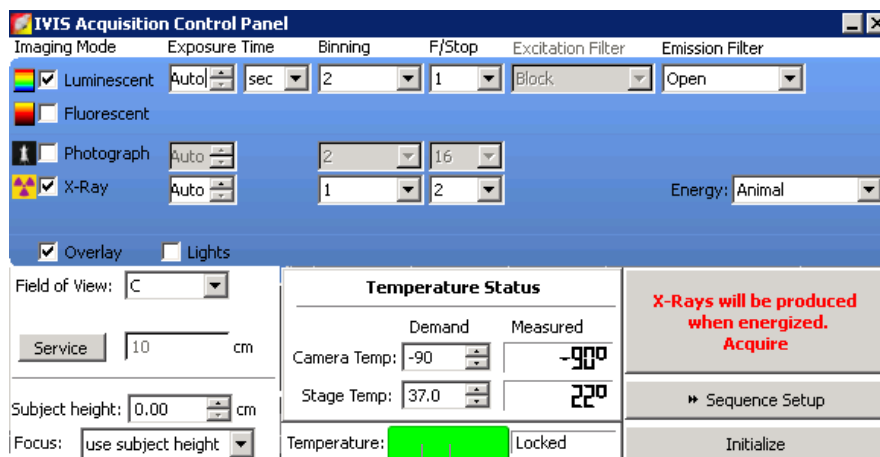 IVIS Acquisition Control Panel
Imaging Mode Exposure Time Binning F/Stop Excitation Filter Emission Filter
Luminescent Auto sec 2 1 Block Open
Fluorescent
Photograph Auto 2 16
X-Ray Auto 1 2 Energy: Animal
Overlay Lights
Field of View: C
Service 10 cm
Subject height: 0.00 cm
Focus: use subject height
Temperature Status
Demand Measured
Camera Temp: -90 -90º
Stage Temp: 37.0 22º
Temperature: Locked
X-Rays will be produced
when energized.
Acquire
Sequence Setup
Initialize